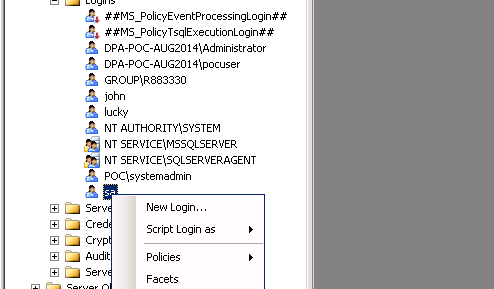 Logins
##MS_PolicyEventProcessingLogin##
##MS_PolicyTsqlExecutionLogin##
DPA-POC-AUG2014\Administrator
DPA-POC-AUG2014\pocuser
GROUP\R883330
john
lucky
NT AUTHORITY\SYSTEM
NT SERVICE\MSSQLSERVER
NT SERVICE\SQLSERVERAGENT
POC\systemadmin
sa
Serve
Crede
Crypt
Audit
Serve
Server Ob
New Login...
Script Login as
Policies
Facets